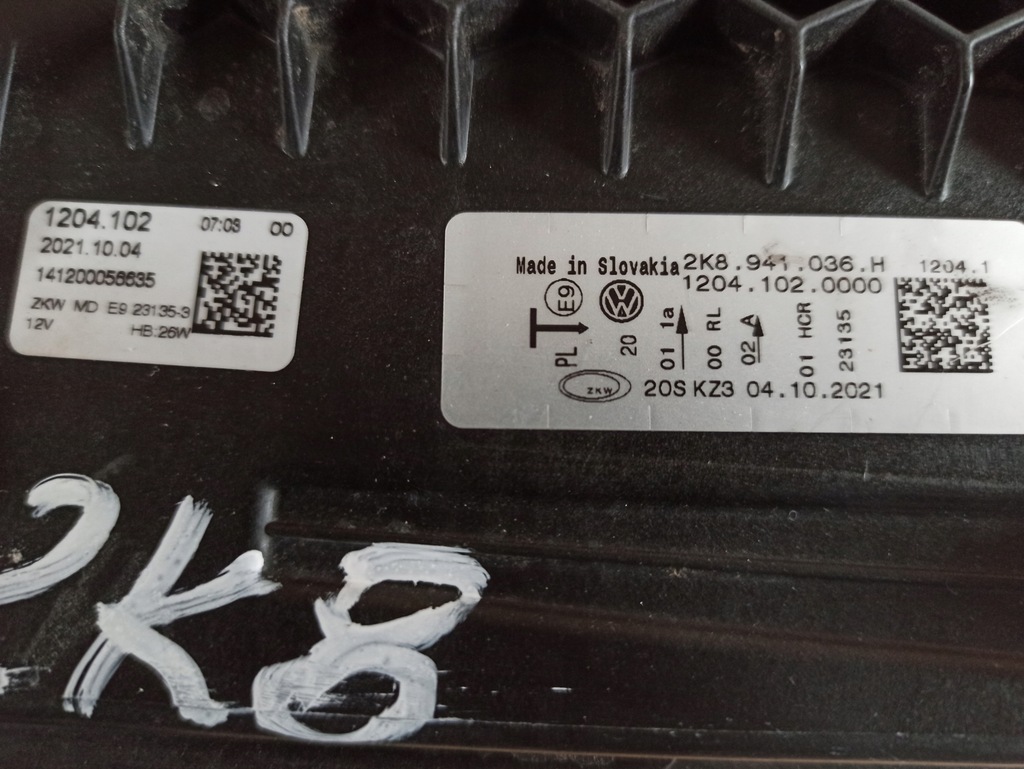 1204.102 07:03 00
2021.10.04
141200056635
ZKW MD E9 23135-3
12V HB:26W
Made in Slovakia 2K8.941.036.H 1204.1
1204.102.0000
E9
PL
20
01 1a
00 RL
02 A
01 HCR
23135
ZKW 20S KZ3 04.10.2021
2K8